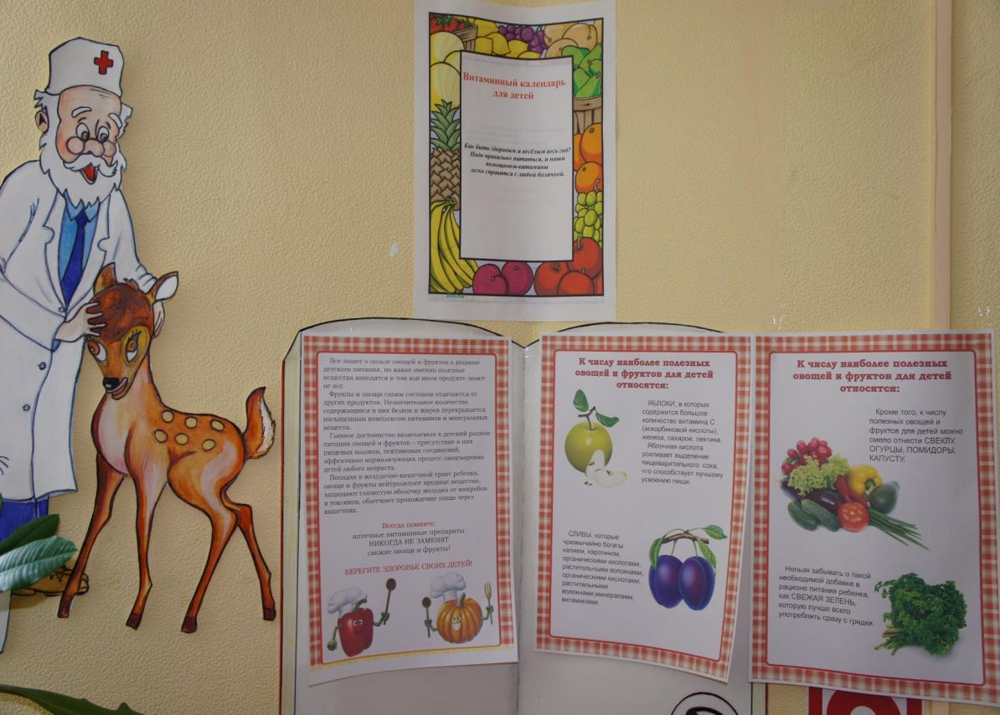 Витаминный календарь
для детей
Как быть здоровым и весёлым весь год?
Надо правильно питаться, и наши
помощники-витамины
легко справятся с любой болячкой.
Весна
Все знают о пользе овощей и фруктов в рационе
детского питания, но какие именно полезные
вещества находятся в том или ином продукте знают
не все.
Фрукты и овощи своим составом отличаются от
других продуктов. Незначительное количество
содержащихся в них белков и жиров перекрывается
насыщенным комплексом витаминов и минеральных
веществ.
Главное достоинство включаемых в детский рацион
питания овощей и фруктов – присутствие в них
пищевых волокон, пектиновых соединений,
эффективно нормализующих процесс пищеварения
детей любого возраста.
Попадая в желудочно-кишечный тракт ребенка,
овощи и фрукты нейтрализуют вредные вещества,
защищают слизистую оболочку желудка от микробов
и токсинов, облегчают прохождение пищи через
кишечник.
Всегда помните:
аптечные витаминные препараты
НИКОГДА НЕ ЗАМЕНЯТ
свежие овощи и фрукты!
БЕРЕГИТЕ ЗДОРОВЬЕ СВОИХ ДЕТЕЙ!
К числу наиболее полезных
овощей и фруктов для детей
относятся:
ЯБЛОКИ, в которых
содержится большое
количество витамина С
(аскорбиновой кислоты),
железа, сахаров, пектина.
Яблочная кислота
усиливает выделение
пищеварительного сока,
что способствует лучшему
усвоению пищи.
СЛИВЫ, которые
чрезвычайно богаты
калием, каротином,
органическими кислотами,
растительными волокнами,
органическими кислотами,
растительными
волокнами,минералами,
витаминами.
К числу наиболее полезных
овощей и фруктов для детей
относятся:
Кроме того, к числу
полезных овощей и
фруктов для детей можно
смело отнести СВЕКЛУ,
ОГУРЦЫ, ПОМИДОРЫ,
КАПУСТУ.
Нельзя забывать о такой
необходимой добавке в
рационе питания ребенка,
как СВЕЖАЯ ЗЕЛЕНЬ,
которую лучше всего
употреблять сразу с грядки.